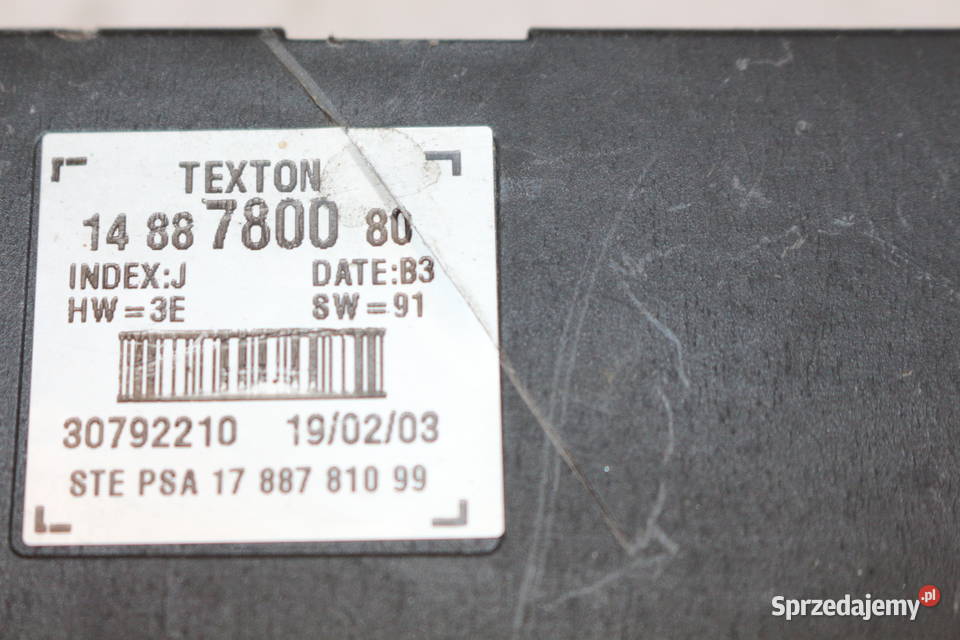 TEXTON
14 88 7800 80
INDEX:J DATE:B3
HW=3E SW=91
30792210 19/02/03
STE PSA 17 887 810 99
Sprzedajemy.pl